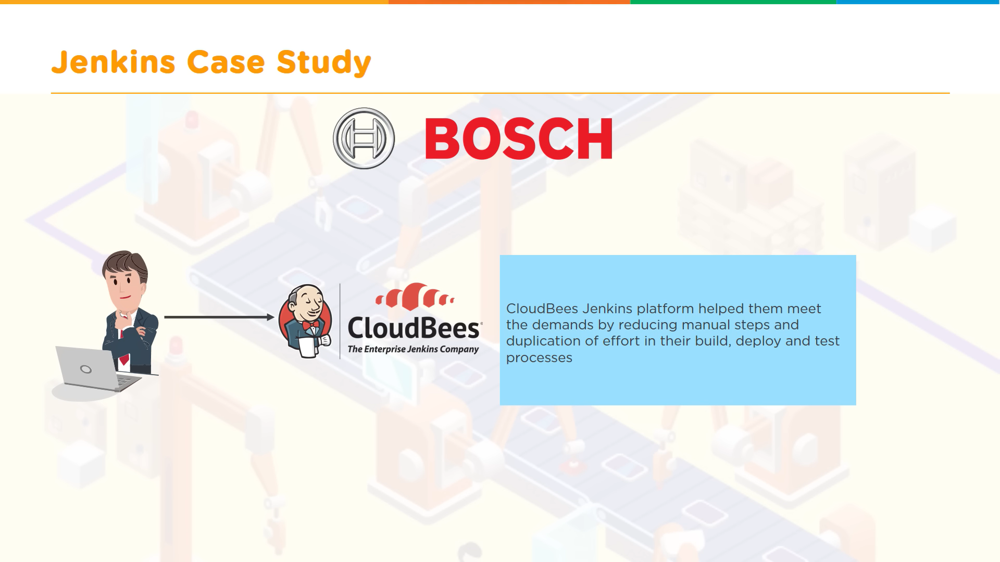 Jenkins Case Study
BOSCH
CloudBees
The Enterprise Jenkins Company
CloudBees Jenkins platform helped them meet
the demands by reducing manual steps and
duplication of effort in their build, deploy and test
processes